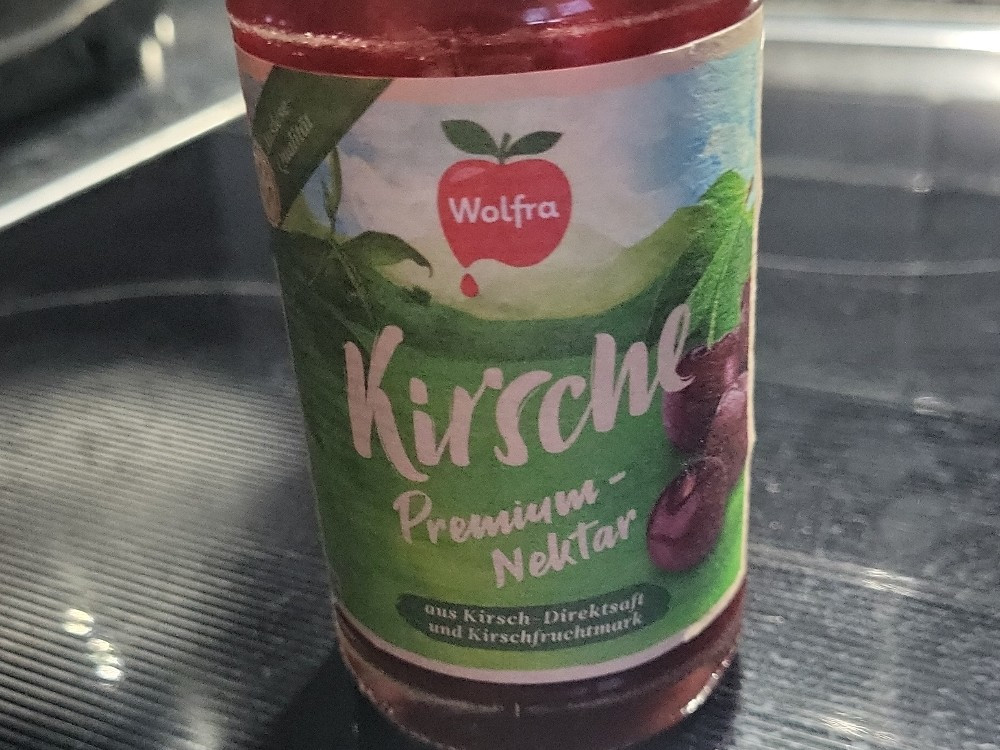 Wolfra
Kirsche
Premium-
Nektar
aus Kirsch-Direktsaft
und Kirschfruchtmark